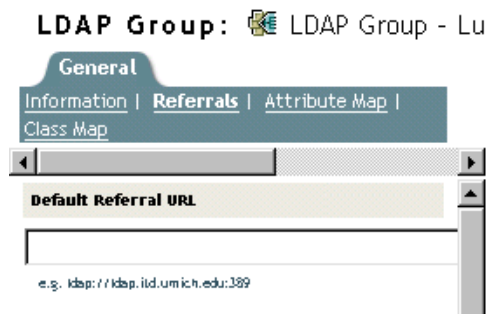 LDAP Group: LDAP Group - Lu
General
Information | Referrals | Attribute Map |
Class Map
Default Referral URL
e.g. ldap://ldap.itd.umich.edu:389